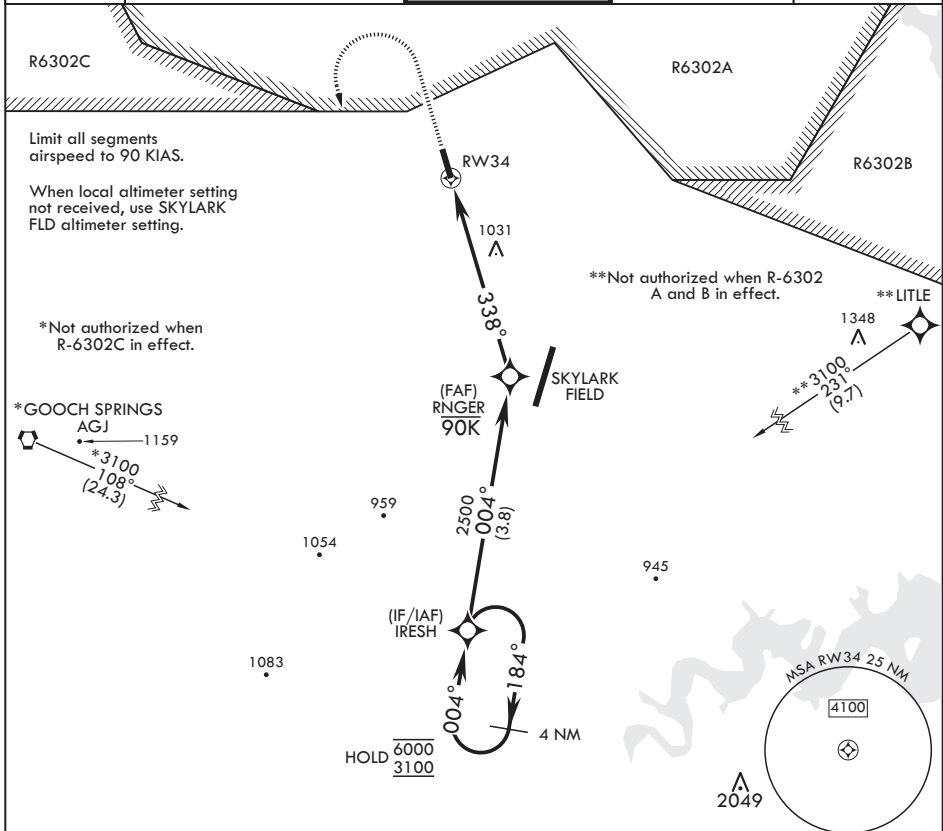 R6302C
R6302A
Limit all segments
airspeed to 90 KIAS.
RW34
R6302B
When local altimeter setting
not received, use SKYLARK
FLD altimeter setting.
1031
**Not authorized when R-6302
A and B in effect.
**LITLE
1348
338°
*Not authorized when
R-6302C in effect.
**3100
231°
(9.7)
(FAF)
RNGER
90K
SKYLARK
FIELD
*GOOCH SPRINGS
AGJ
1159
*3100
108°
(24.3)
959
2500
004°
(3.8)
1054
945
(IF/IAF)
IRESH
1083
184°
004°
4 NM
HOLD 6000
3100
MSA RW34 25 NM
4100
2049